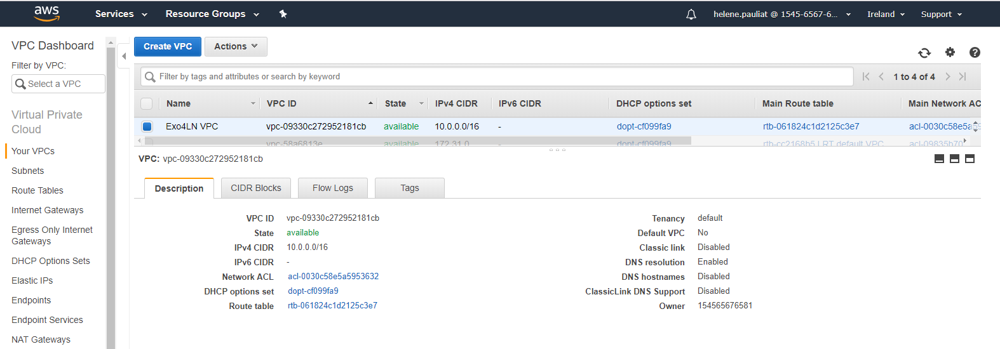 aws Services Resource Groups helene.pauliat @ 1545-6567-6... Ireland Support
VPC Dashboard
Filter by VPC:
Select a VPC
Virtual Private
Cloud
Your VPCs
Subnets
Route Tables
Internet Gateways
Egress Only Internet
Gateways
DHCP Options Sets
Elastic IPs
Endpoints
Endpoint Services
NAT Gateways
Create VPC Actions
Filter by tags and attributes or search by keyword 1 to 4 of 4
Name VPC ID State IPv4 CIDR IPv6 CIDR DHCP options set Main Route table Main Network AC
Exo4LN VPC vpc-09330c272952181cb available 10.0.0.0/16 - dopt-cf099fa9 rtb-061824c1d2125c3e7 acl-0030c58e5a59
vpc-58a6813e 172.31.0 dopt-cf099fa9 rtb-cc2168b5 | RT default VPC acl-09835b70
VPC: vpc-09330c272952181cb
Description CIDR Blocks Flow Logs Tags
VPC ID vpc-09330c272952181cb
State available
IPv4 CIDR 10.0.0.0/16
IPv6 CIDR -
Network ACL acl-0030c58e5a5953632
DHCP options set dopt-cf099fa9
Route table rtb-061824c1d2125c3e7
Tenancy default
Default VPC No
Classic link Disabled
DNS resolution Enabled
DNS hostnames Disabled
ClassicLink DNS Support Disabled
Owner 154565676581